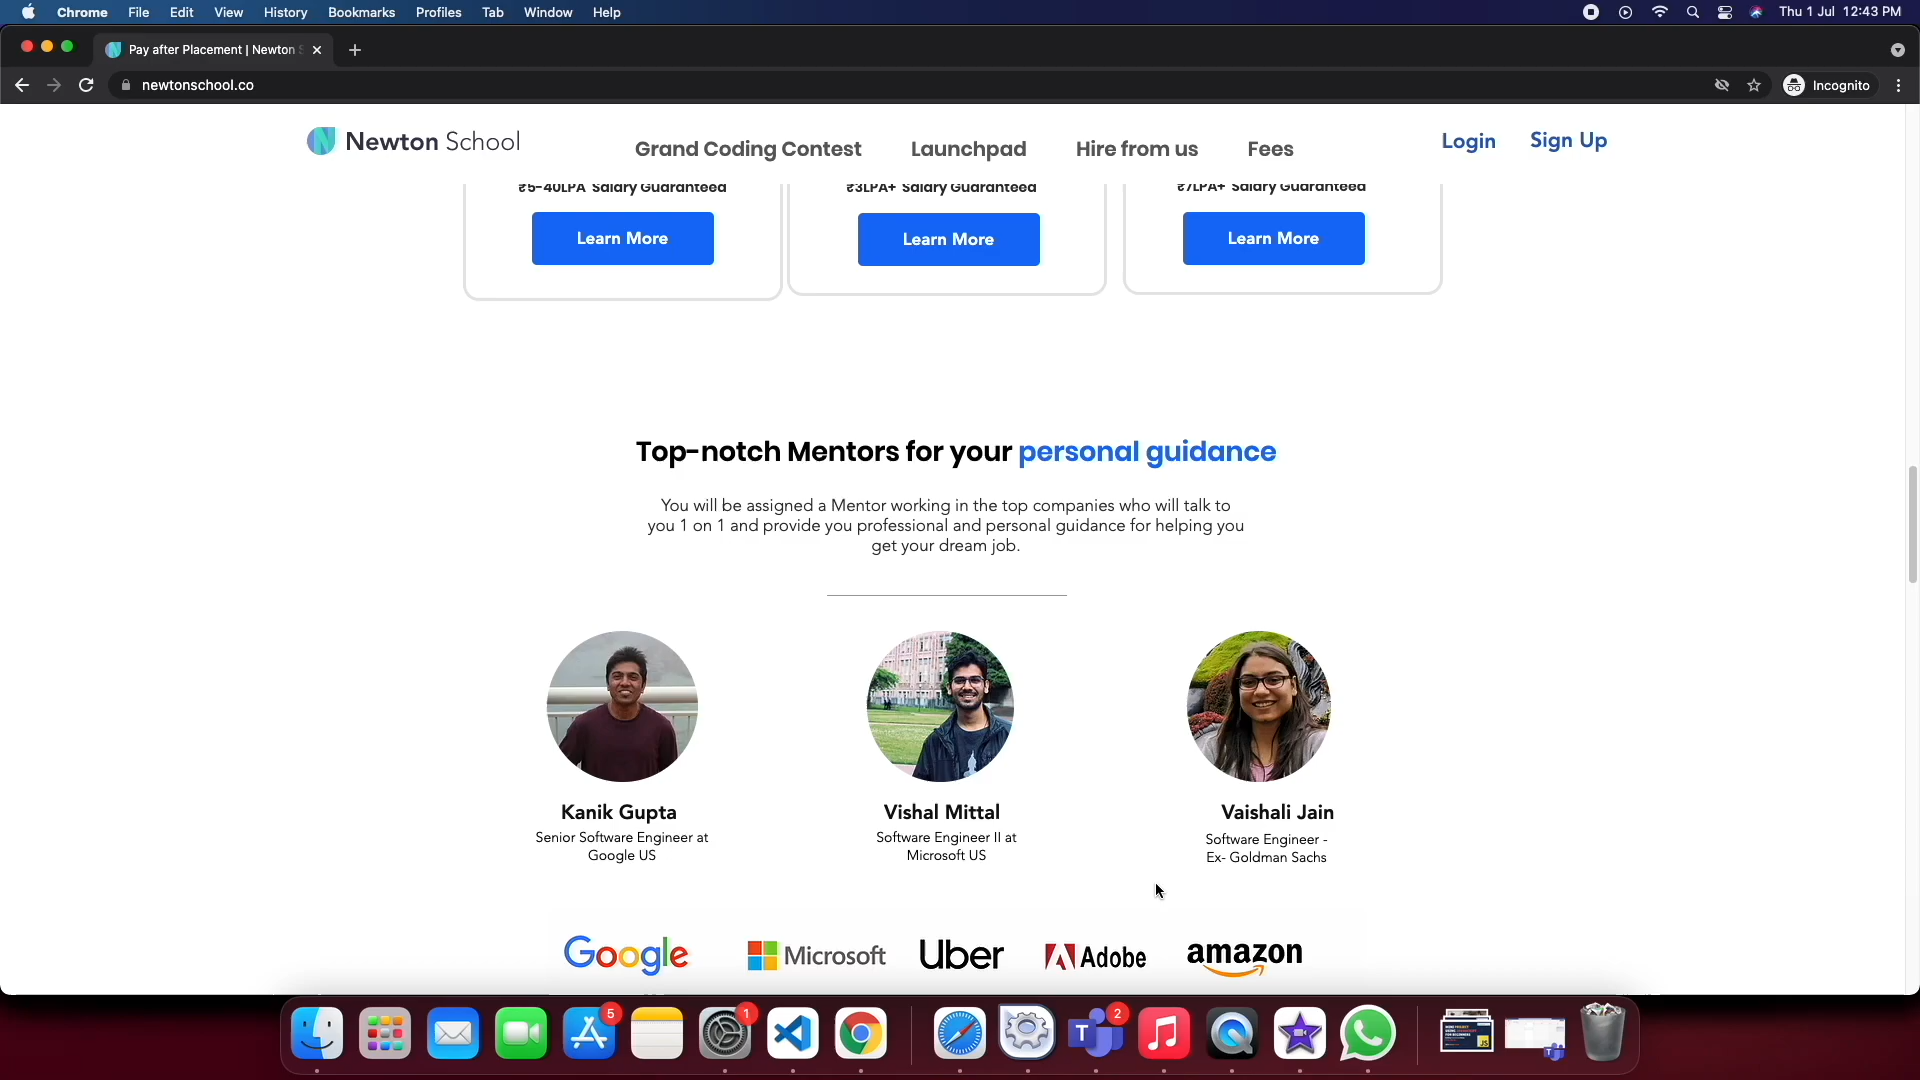 Chrome File Edit View History Bookmarks Profiles Tab Window Help Thu 1 Jul 12:43 PM
Pay after Placement | Newton S
newtonschool.co Incognito
Newton School Grand Coding Contest Launchpad Hire from us Fees Login Sign Up
₹5-40LPA Salary Guaranteed ₹3LPA+ Salary Guaranteed ₹7LPA+ Salary Guaranteed
Learn More Learn More Learn More
Top-notch Mentors for your personal guidance
You will be assigned a Mentor working in the top companies who will talk to
you 1 on 1 and provide you professional and personal guidance for helping you
get your dream job.
Kanik Gupta Vishal Mittal Vaishali Jain
Senior Software Engineer at Software Engineer II at Software Engineer -
Google US Microsoft US Ex- Goldman Sachs
Google Microsoft Uber Adobe amazon
5 1 2